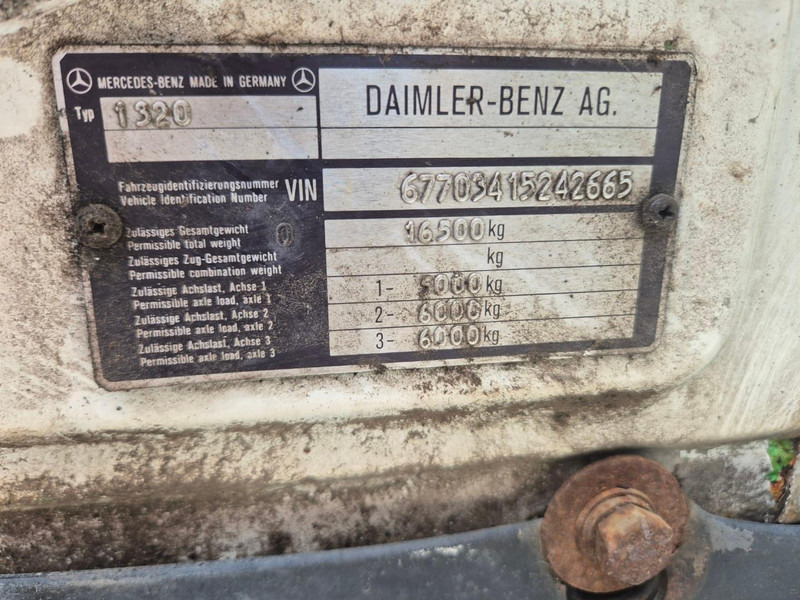 MERCEDES-BENZ MADE IN GERMANY
DAIMLER-BENZ AG.
Typ 1320
Fahrzeugidentifizierungsnummer
Vehicle Identification Number
VIN 67703415242665
Zulässiges Gesamtgewicht
Permissible total weight
0 16500 kg
Zulässiges Zug-Gesamtgewicht
Permissible combination weight
kg
Zulässige Achslast, Achse 1
Permissible axle load, axle 1
1- 5000 kg
Zulässige Achslast, Achse 2
Permissible axle load, axle 2
2- 6000 kg
Zulässige Achslast, Achse 3
Permissible axle load, axle 3
3- 6000 kg